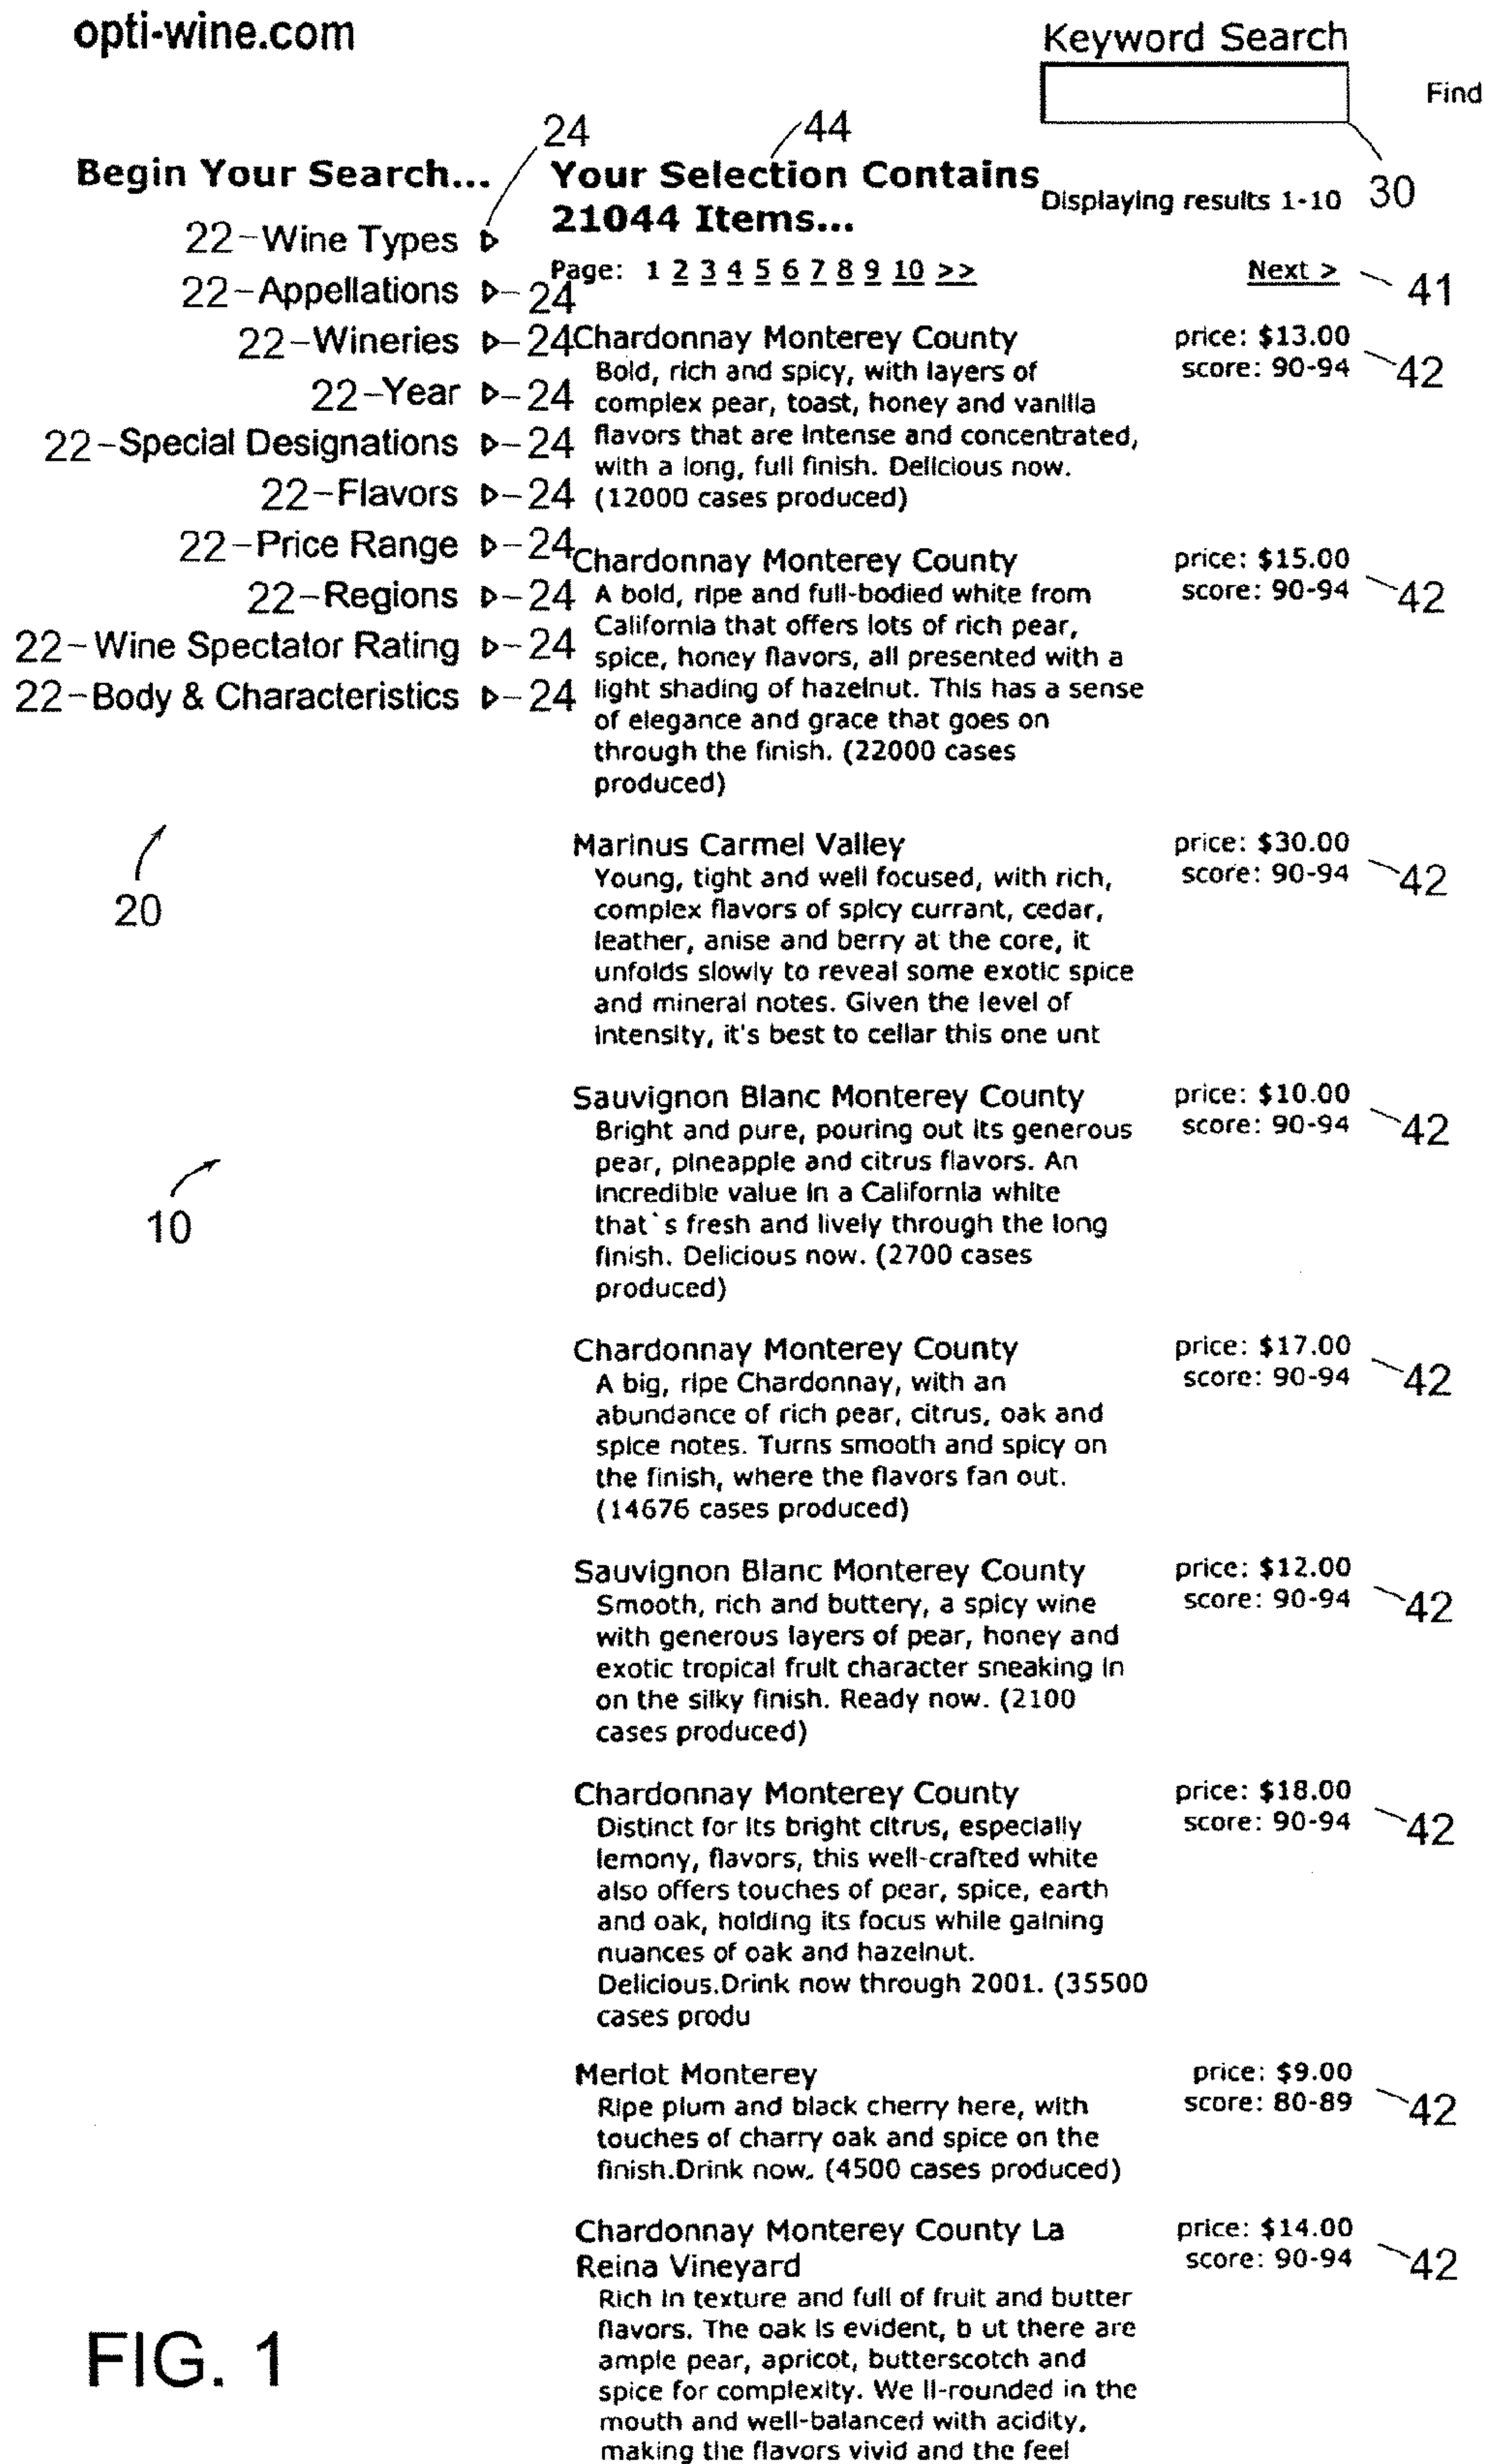 opti-wine.com
Keyword Search
Find
30
24
44
Begin Your Search...
Your Selection Contains
21044 Items...
Displaying results 1-10
Page: 1 2 3 4 5 6 7 8 9 10 >>
Next >
41
22-Wine Types
22-Appellations 24
22-Wineries 24
22-Year 24
22-Special Designations 24
22-Flavors 24
22-Price Range 24
22-Regions 24
22-Wine Spectator Rating 24
22-Body & Characteristics 24
20
10
Chardonnay Monterey County
price: $13.00
score: 90-94
42
Bold, rich and spicy, with layers of
complex pear, toast, honey and vanilla
flavors that are intense and concentrated,
with a long, full finish. Delicious now.
(12000 cases produced)
Chardonnay Monterey County
price: $15.00
score: 90-94
42
A bold, ripe and full-bodied white from
California that offers lots of rich pear,
spice, honey flavors, all presented with a
light shading of hazelnut. This has a sense
of elegance and grace that goes on
through the finish. (22000 cases
produced)
Marinus Carmel Valley
price: $30.00
score: 90-94
42
Young, tight and well focused, with rich,
complex flavors of spicy currant, cedar,
leather, anise and berry at the core, it
unfolds slowly to reveal some exotic spice
and mineral notes. Given the level of
intensity, it's best to cellar this one unt
Sauvignon Blanc Monterey County
price: $10.00
score: 90-94
42
Bright and pure, pouring out its generous
pear, pineapple and citrus flavors. An
incredible value in a California white
that`s fresh and lively through the long
finish. Delicious now. (2700 cases
produced)
Chardonnay Monterey County
price: $17.00
score: 90-94
42
A big, ripe Chardonnay, with an
abundance of rich pear, citrus, oak and
spice notes. Turns smooth and spicy on
the finish, where the flavors fan out.
(14676 cases produced)
Sauvignon Blanc Monterey County
price: $12.00
score: 90-94
42
Smooth, rich and buttery, a spicy wine
with generous layers of pear, honey and
exotic tropical fruit character sneaking in
on the silky finish. Ready now. (2100
cases produced)
Chardonnay Monterey County
price: $18.00
score: 90-94
42
Distinct for its bright citrus, especially
lemony, flavors, this well-crafted white
also offers touches of pear, spice, earth
and oak, holding its focus while gaining
nuances of oak and hazelnut.
Delicious.Drink now through 2001. (35500
cases produ
Merlot Monterey
price: $9.00
score: 80-89
42
Ripe plum and black cherry here, with
touches of charry oak and spice on the
finish.Drink now. (4500 cases produced)
Chardonnay Monterey County La
Reina Vineyard
price: $14.00
score: 90-94
42
Rich in texture and full of fruit and butter
flavors. The oak is evident, b ut there are
ample pear, apricot, butterscotch and
spice for complexity. We ll-rounded in the
mouth and well-balanced with acidity,
making the flavors vivid and the feel
FIG. 1